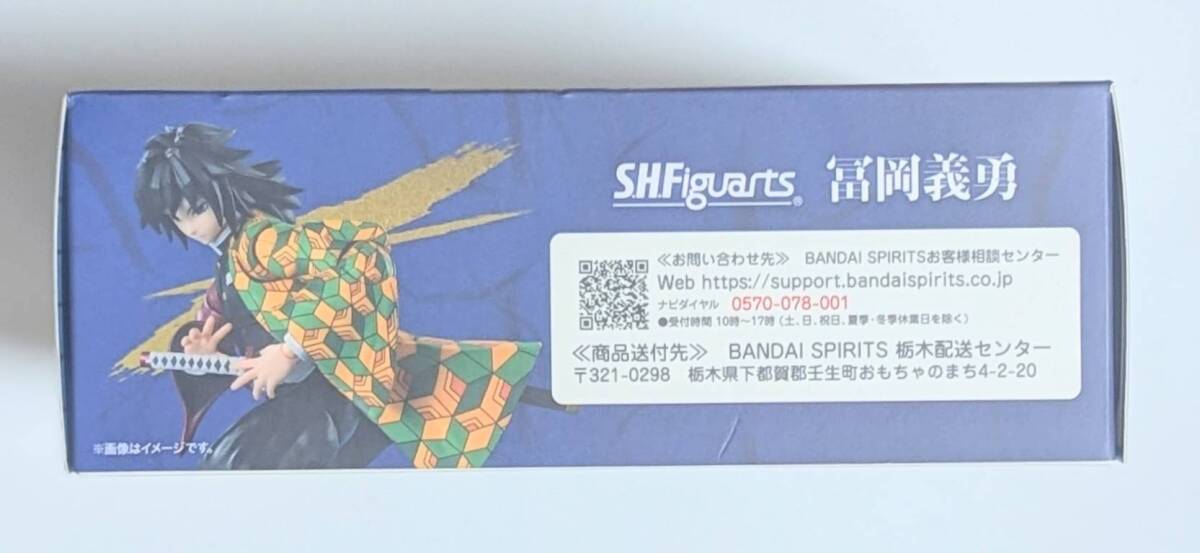 S.H.Figuarts® 冨岡義勇
≪お問い合わせ先≫ BANDAI SPIRITSお客様相談センター
Web https://support.bandaispirits.co.jp
ナビダイヤル 0570-078-001
●受付時間 10時～17時(土、日、祝日、夏季・冬季休業日を除く)
≪商品送付先≫ BANDAI SPIRITS 栃木配送センター
〒321-0298 栃木県下都賀郡壬生町おもちゃのまち4-2-20
※画像はイメージです。